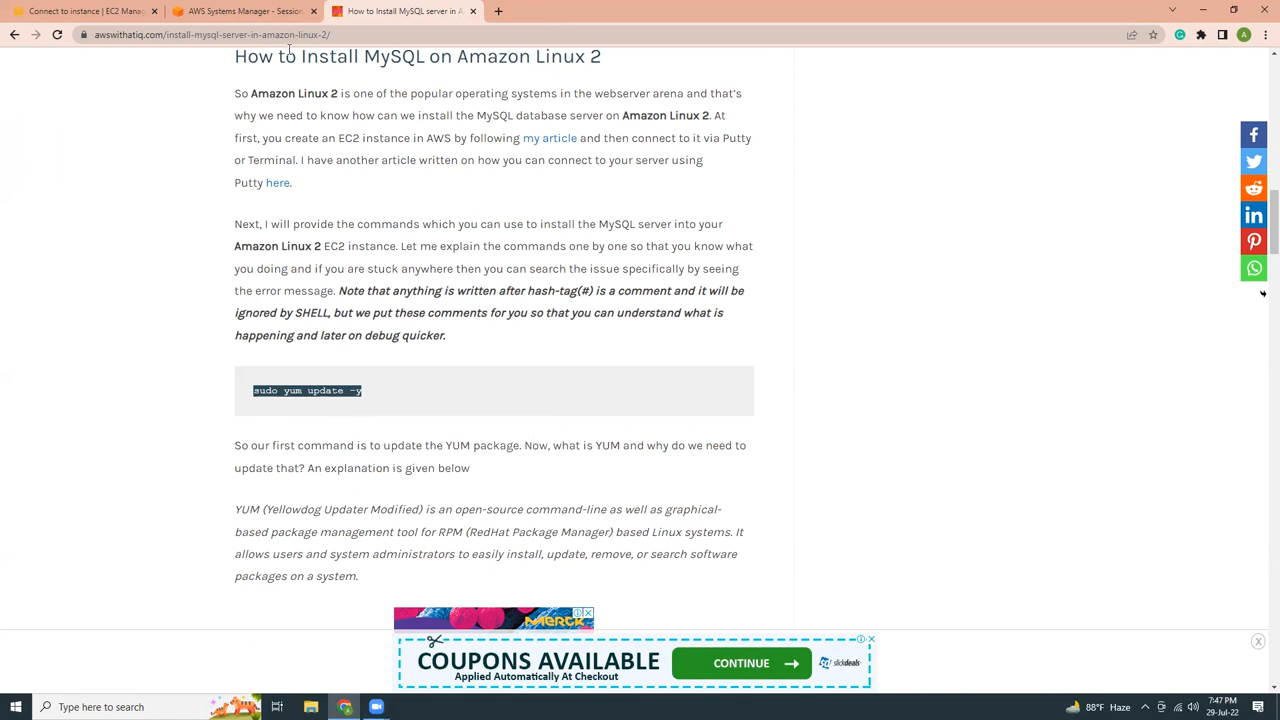 Connect to instance | EC2 Manag
AWS Systems Manager - Session
How to Install MySQL server in A
awswithatiq.com/install-mysql-server-in-amazon-linux-2/
How to Install MySQL on Amazon Linux 2
So Amazon Linux 2 is one of the popular operating systems in the webserver arena and that's
why we need to know how can we install the MySQL database server on Amazon Linux 2. At
first, you create an EC2 instance in AWS by following my article and then connect to it via Putty
or Terminal. I have another article written on how you can connect to your server using
Putty here.
Next, I will provide the commands which you can use to install the MySQL server into your
Amazon Linux 2 EC2 instance. Let me explain the commands one by one so that you know what
you doing and if you are stuck anywhere then you can search the issue specifically by seeing
the error message. Note that anything is written after hash-tag(#) is a comment and it will be
ignored by SHELL, but we put these comments for you so that you can understand what is
happening and later on debug quicker.
sudo yum update -y
So our first command is to update the YUM package. Now, what is YUM and why do we need to
update that? An explanation is given below
YUM (Yellowdog Updater Modified) is an open-source command-line as well as graphical-
based package management tool for RPM (RedHat Package Manager) based Linux systems. It
allows users and system administrators to easily install, update, remove, or search software
packages on a system.
MERCK
COUPONS AVAILABLE
Applied Automatically At Checkout
CONTINUE
slickdeals
Type here to search
88°F Haze
7:47 PM
29-Jul-22